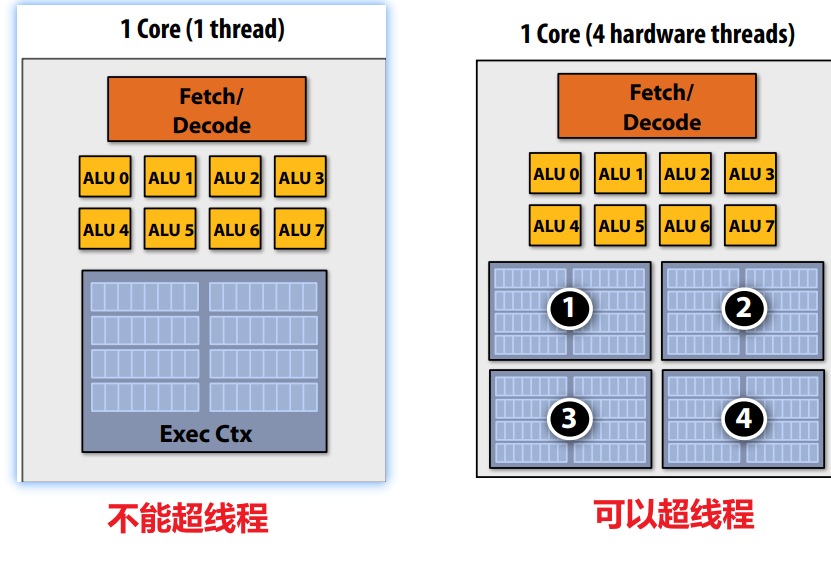 1 Core (1 thread)
Fetch/
Decode
ALU 0 ALU 1 ALU 2 ALU 3
ALU 4 ALU 5 ALU 6 ALU 7
Exec Ctx
不能超线程
1 Core (4 hardware threads)
Fetch/
Decode
ALU 0 ALU 1 ALU 2 ALU 3
ALU 4 ALU 5 ALU 6 ALU 7
1 2
3 4
可以超线程